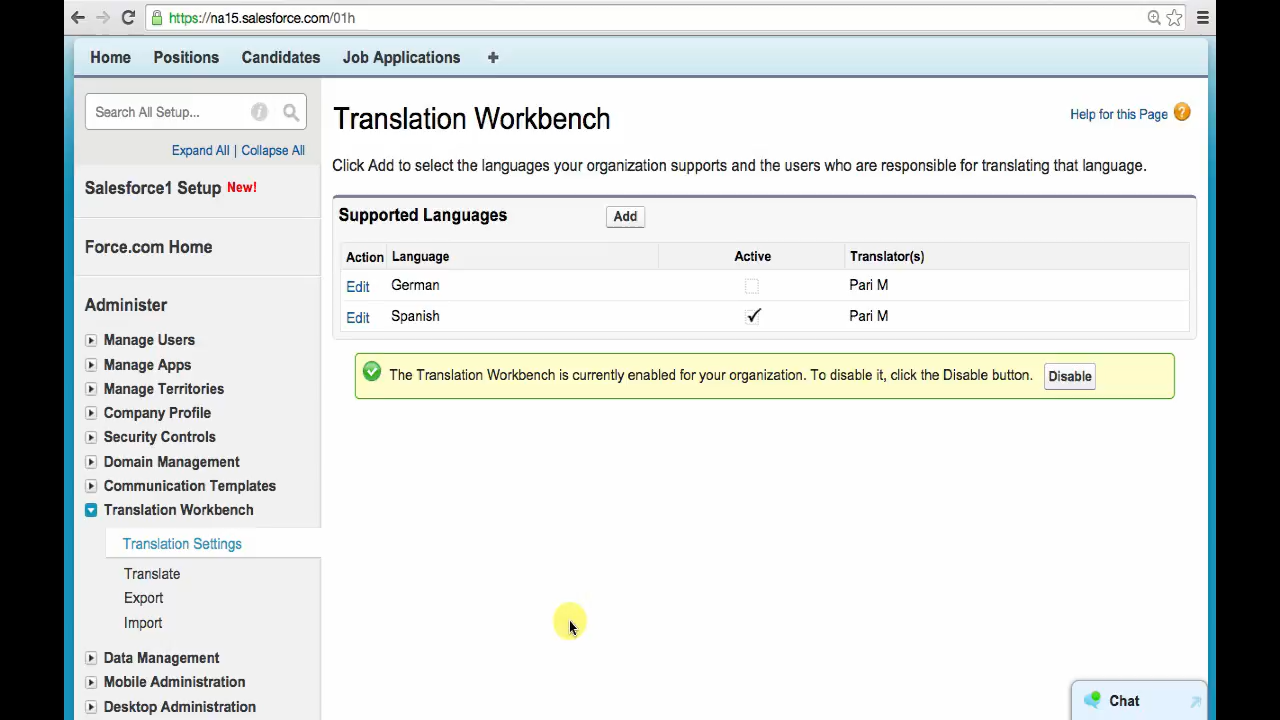 https://na15.salesforce.com/01h
Home Positions Candidates Job Applications +
Search All Setup...
Expand All | Collapse All
Salesforce1 Setup New!
Force.com Home
Administer
Manage Users
Manage Apps
Manage Territories
Company Profile
Security Controls
Domain Management
Communication Templates
Translation Workbench
Translation Settings
Translate
Export
Import
Data Management
Mobile Administration
Desktop Administration
Translation Workbench
Help for this Page ?
Click Add to select the languages your organization supports and the users who are responsible for translating that language.
Supported Languages Add
Action Language Active Translator(s)
Edit German Pari M
Edit Spanish Pari M
The Translation Workbench is currently enabled for your organization. To disable it, click the Disable button. Disable
Chat